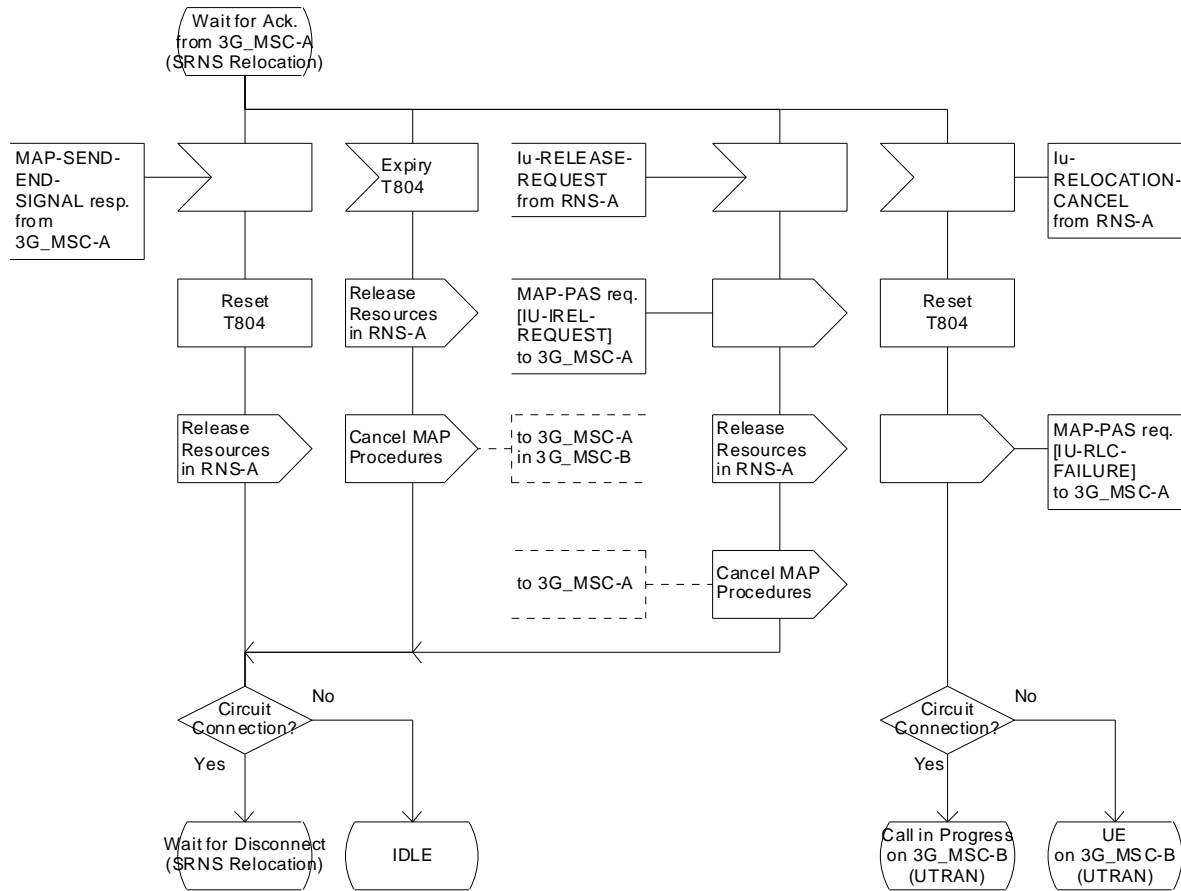 Wait for Ack.
from 3G_MSC-A
(SRNS Relocation)
MAP-SEND-
END-
SIGNAL resp.
from
3G_MSC-A
Expiry
T804
Iu-RELEASE-
REQUEST
from RNS-A
Iu-
RELOCATION-
CANCEL
from RNS-A
Reset
T804
Release
Resources
in RNS-A
MAP-PAS req.
[IU-IREL-
REQUEST]
to 3G_MSC-A
Reset
T804
Release
Resources
in RNS-A
Cancel MAP
Procedures
to 3G_MSC-A
in 3G_MSC-B
Release
Resources
in RNS-A
MAP-PAS req.
[IU-RLC-
FAILURE]
to 3G_MSC-A
to 3G_MSC-A
Cancel MAP
Procedures
Circuit
Connection?
No
Yes
Circuit
Connection?
No
Yes
Wait for Disconnect
(SRNS Relocation)
IDLE
Call in Progress
on 3G_MSC-B
(UTRAN)
UE
on 3G_MSC-B
(UTRAN)